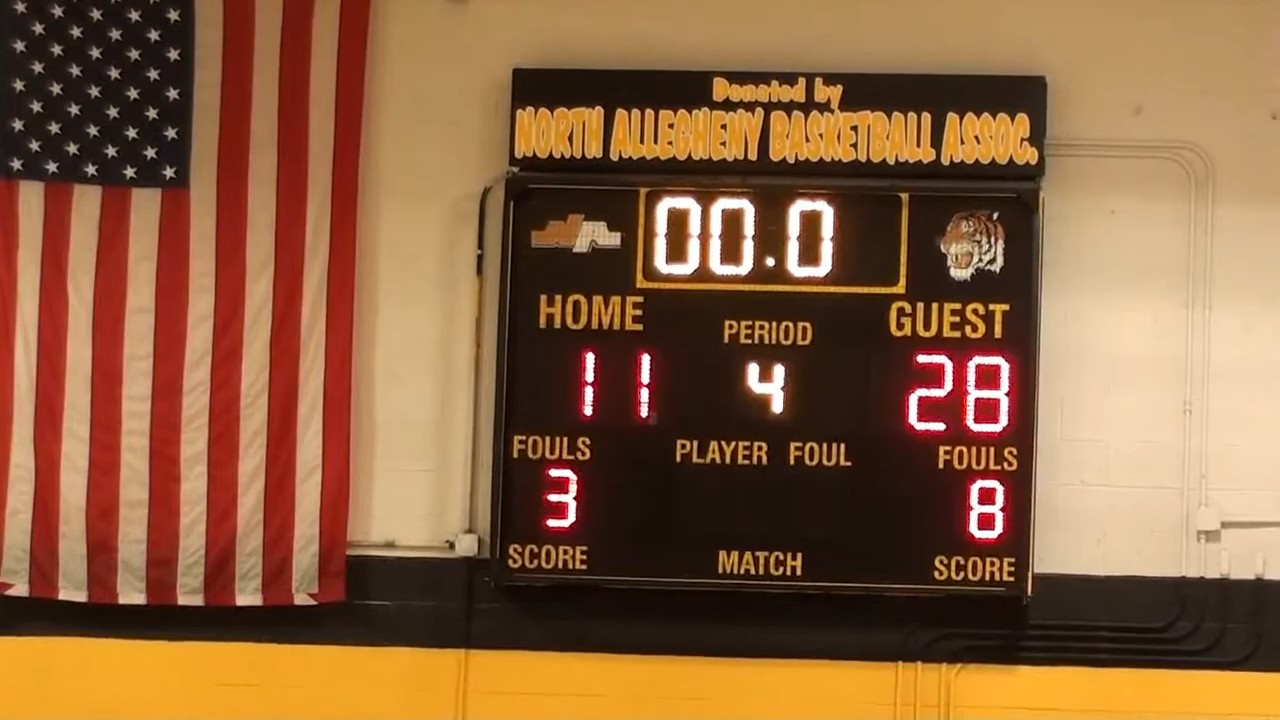 Donated by
NORTH ALLEGHENY BASKETBALL ASSOC.
NA
00.0
HOME
PERIOD
GUEST
11
4
28
FOULS
PLAYER FOUL
FOULS
3
8
SCORE
MATCH
SCORE